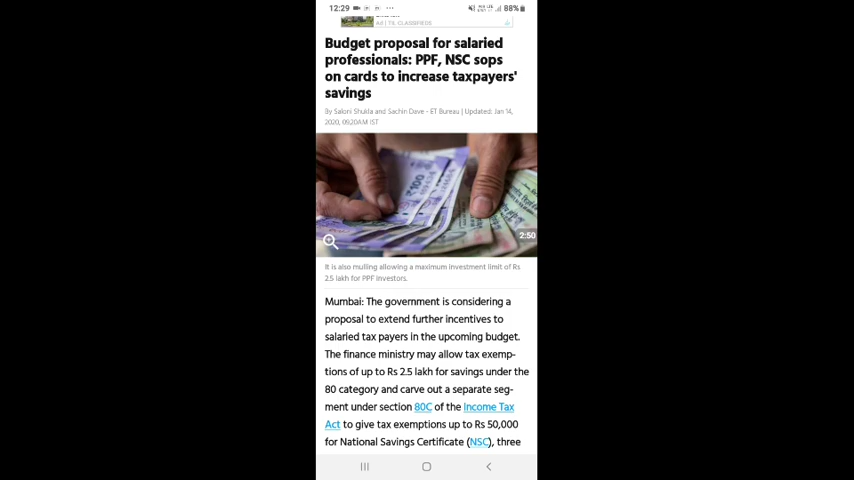 12:29
88%
Ad | TIL CLASSIFIEDS
Budget proposal for salaried
professionals: PPF, NSC sops
on cards to increase taxpayers'
savings
By Saloni Shukla and Sachin Dave - ET Bureau | Updated: Jan 14,
2020, 09.20AM IST
100
2:50
It is also mulling allowing a maximum investment limit of Rs
2.5 lakh for PPF investors.
Mumbai: The government is considering a
proposal to extend further incentives to
salaried tax payers in the upcoming budget.
The finance ministry may allow tax exemp-
tions of up to Rs 2.5 lakh for savings under the
80 category and carve out a separate seg-
ment under section 80C of the Income Tax
Act to give tax exemptions up to Rs 50,000
for National Savings Certificate (NSC), three